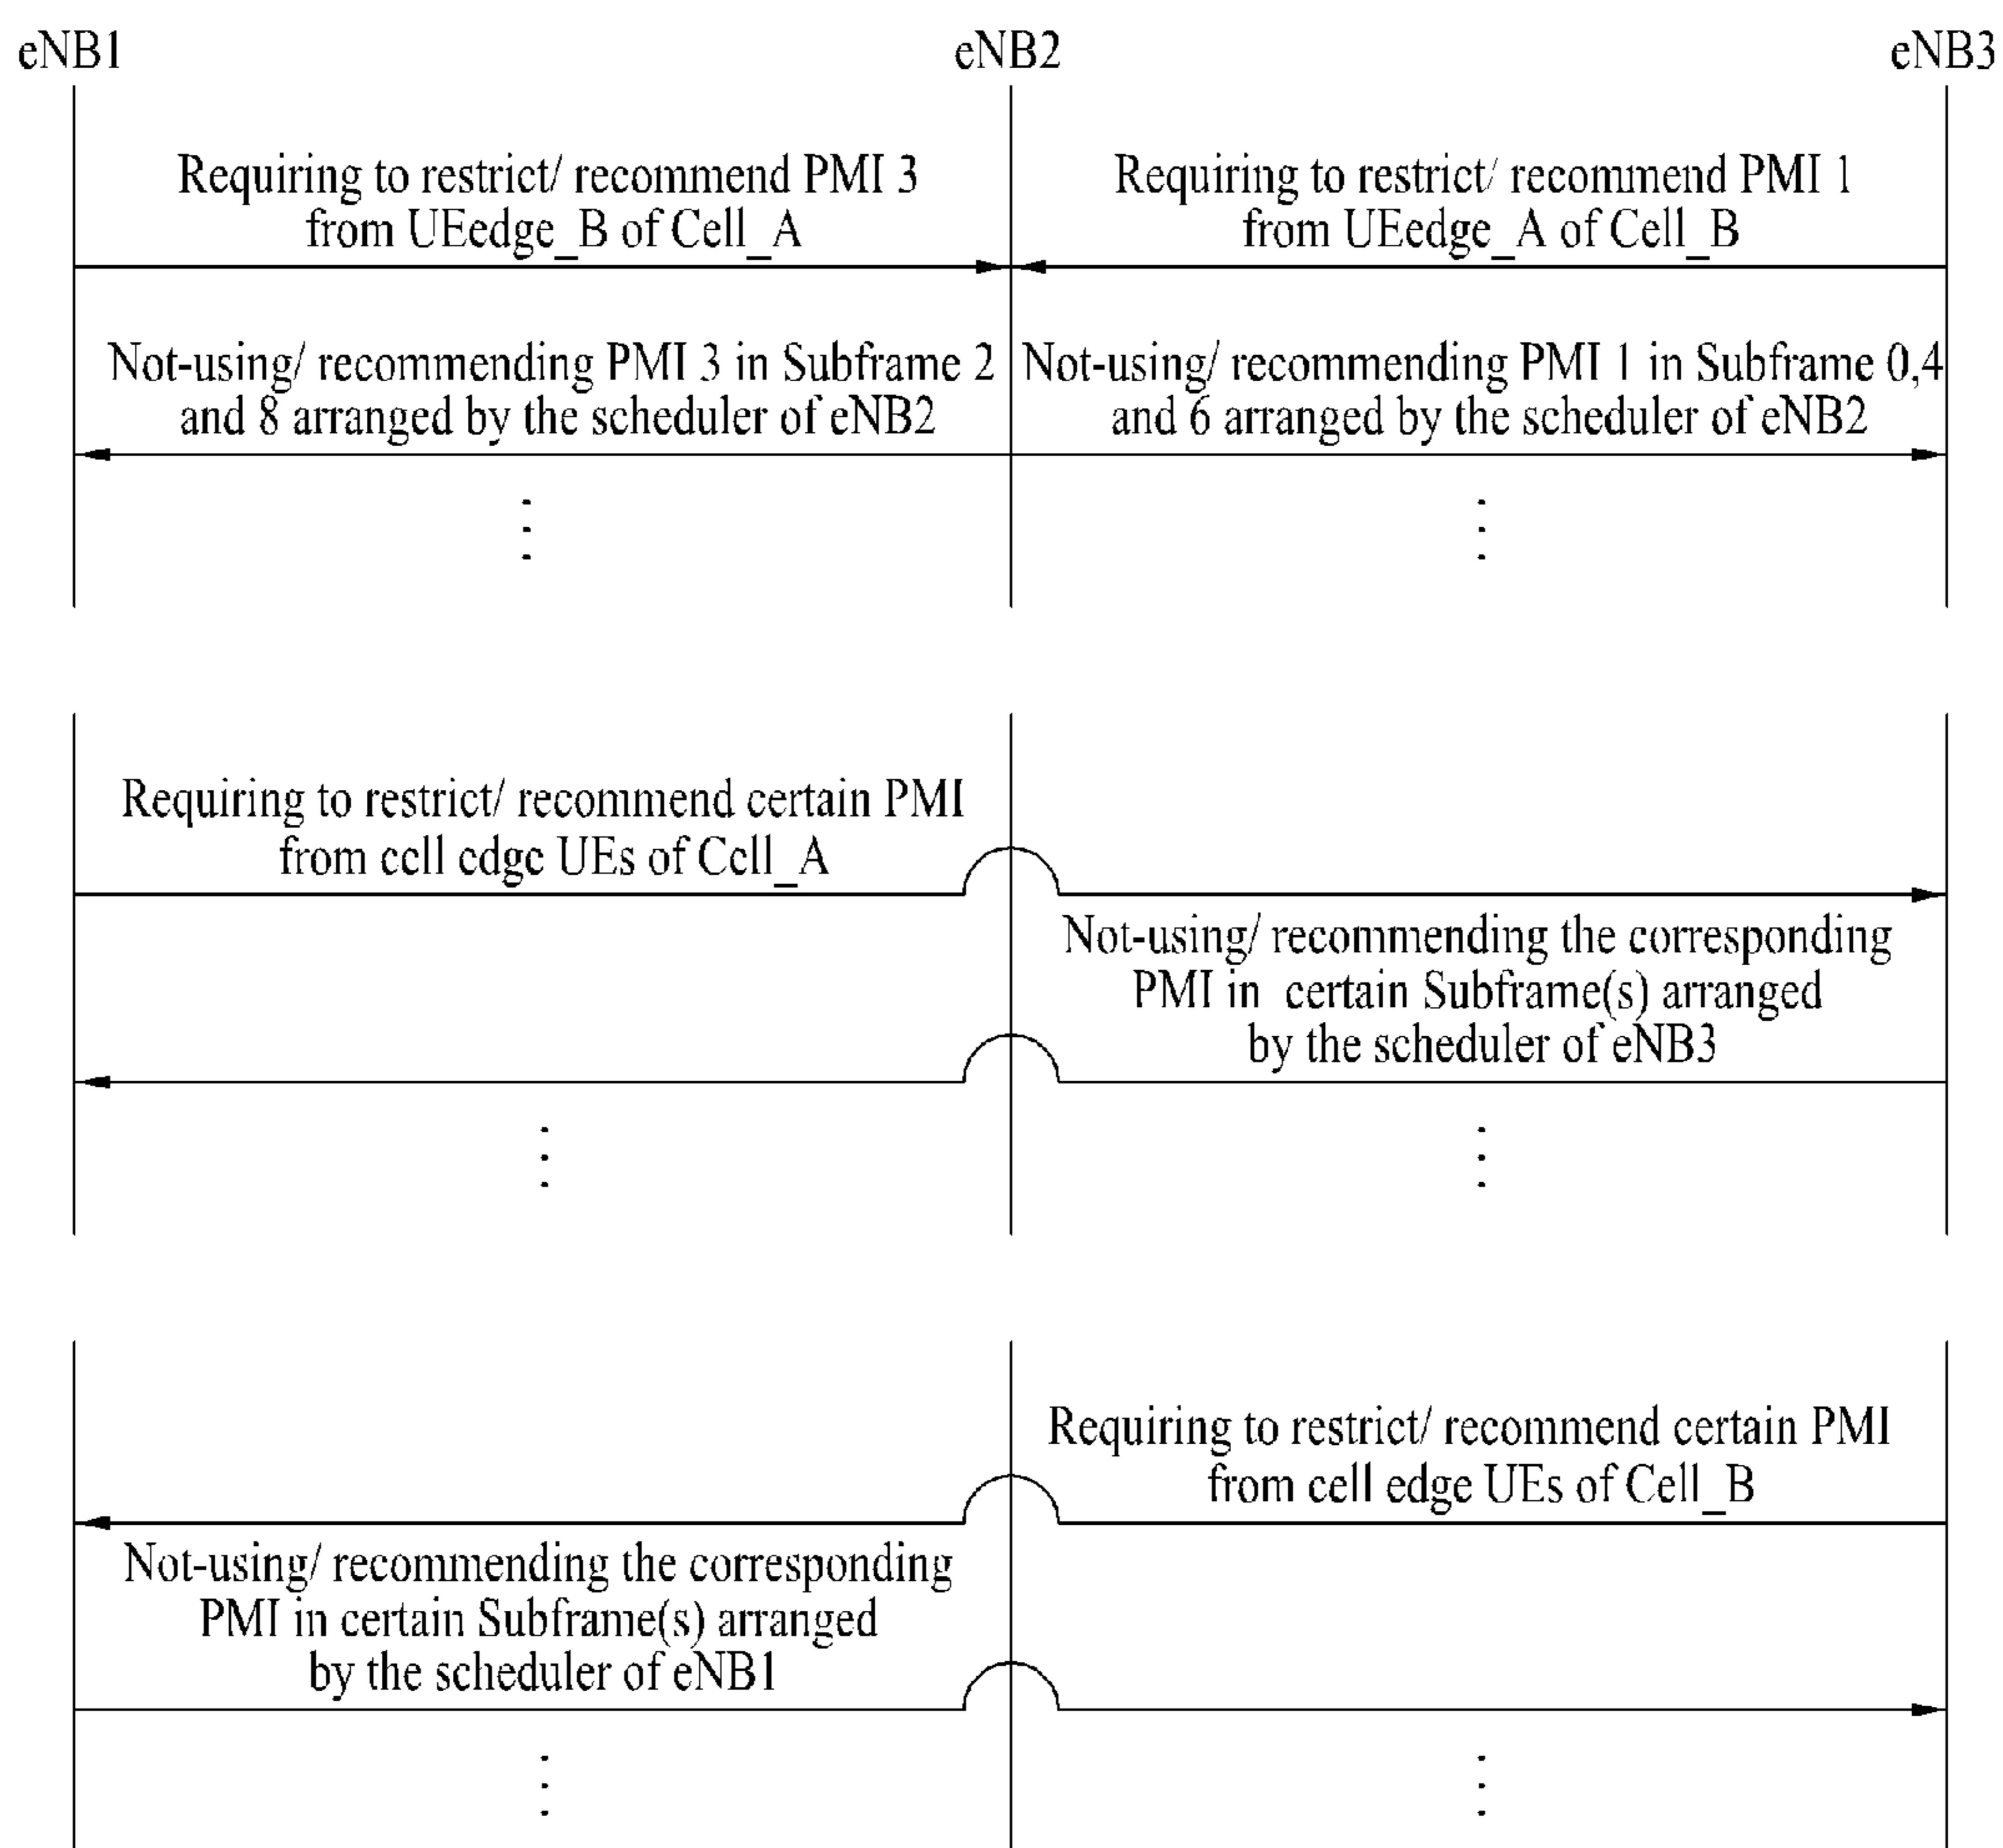 eNB1
eNB2
eNB3
Requiring to restrict/ recommend PMI 3
from UEedge_B of Cell_A
Requiring to restrict/ recommend PMI 1
from UEedge_A of Cell_B
Not-using/ recommending PMI 3 in Subframe 2
and 8 arranged by the scheduler of eNB2
Not-using/ recommending PMI 1 in Subframe 0,4
and 6 arranged by the scheduler of eNB2
Requiring to restrict/ recommend certain PMI
from cell edge UEs of Cell_A
Not-using/ recommending the corresponding
PMI in certain Subframe(s) arranged
by the scheduler of eNB3
Requiring to restrict/ recommend certain PMI
from cell edge UEs of Cell_B
Not-using/ recommending the corresponding
PMI in certain Subframe(s) arranged
by the scheduler of eNB1